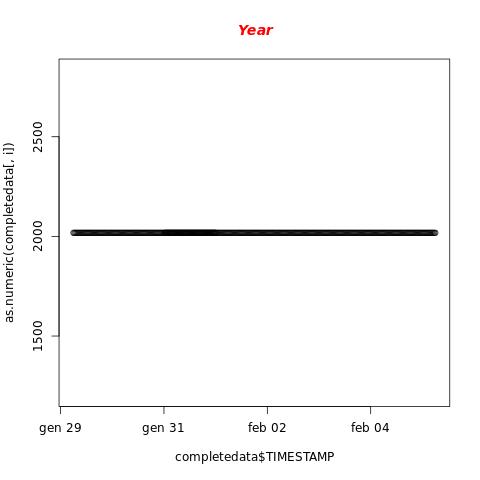 Year
as.numeric(completedata[, i])
2500
2000
1500
gen 29
gen 31
feb 02
feb 04
completedata$TIMESTAMP